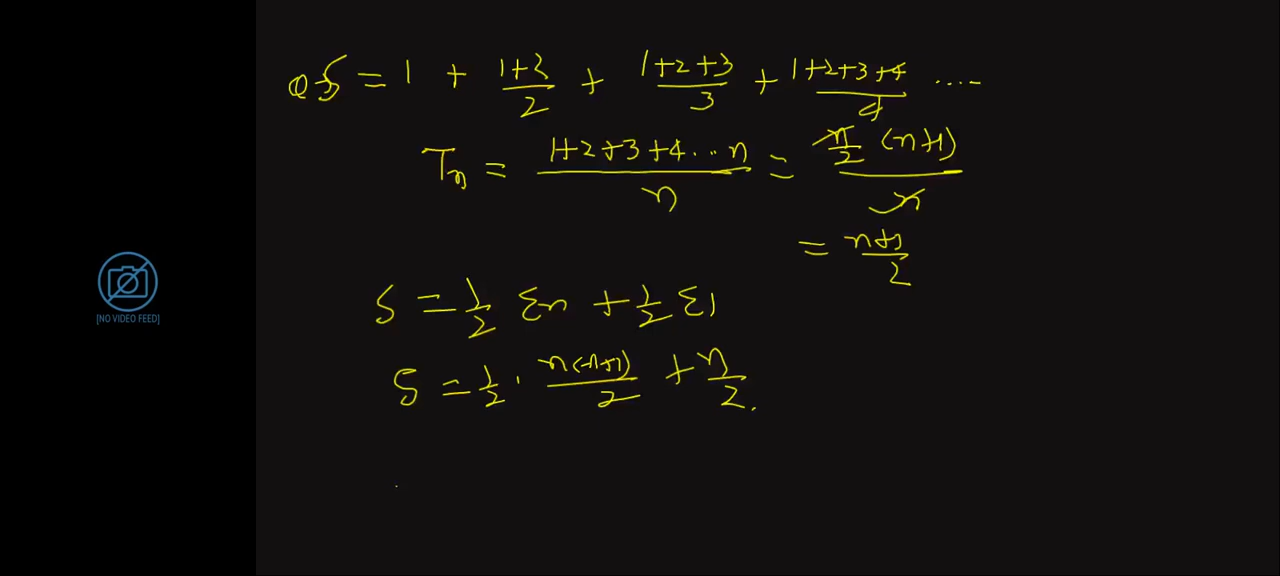 Q S = 1 + (1+2)/2 + (1+2+3)/3 + (1+2+3+4)/4 ....
Tn = (1+2+3+4...n)/n = (n/2 (n+1))/n
= (n+1)/2
S = 1/2 Σn + 1/2 Σ1
[NO VIDEO FEED]
S = 1/2 · n(n+1)/2 + n/2.